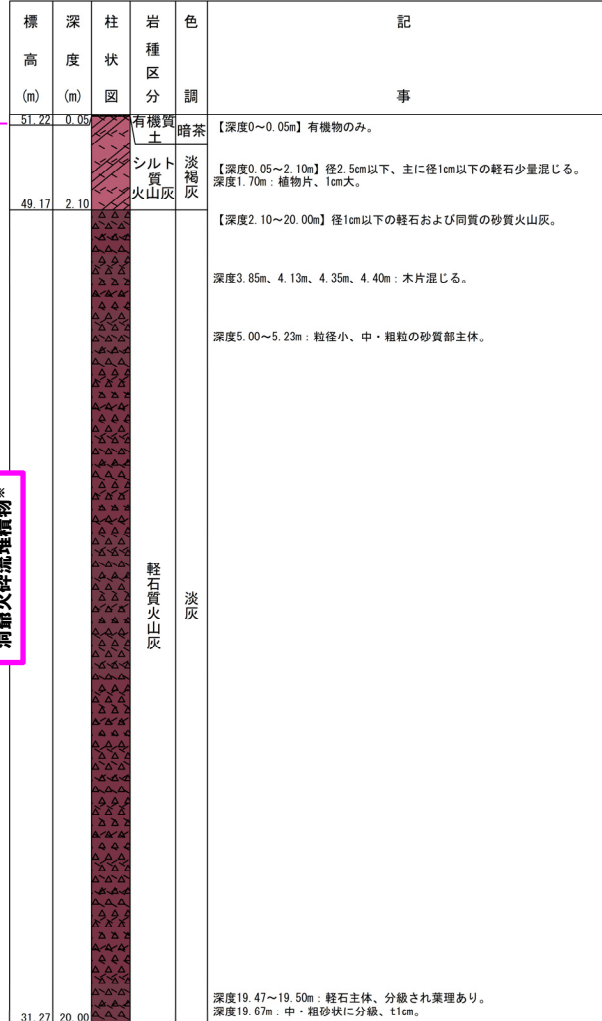 標高(m)
深度(m)
柱状図
岩種区分
色調
記事
51.22 0.05 有機質土 暗茶 【深度0～0.05m】有機物のみ。
シルト質火山灰 淡褐灰 【深度0.05～2.10m】径2.5cm以下、主に径1cm以下の軽石少量混じる。
深度1.70m：植物片、1cm大。
49.17 2.10
【深度2.10～20.00m】径1cm以下の軽石および同質の砂質火山灰。
深度3.85m、4.13m、4.35m、4.40m：木片混じる。
深度5.00～5.23m：粒径小、中・粗粒の砂質部主体。
洞爺火砕流堆積物※
軽石質火山灰
淡灰
深度19.47～19.50m：軽石主体、分級され葉理あり。
深度19.67m：中・粗砂状に分級、t1cm。
31.27 20.00